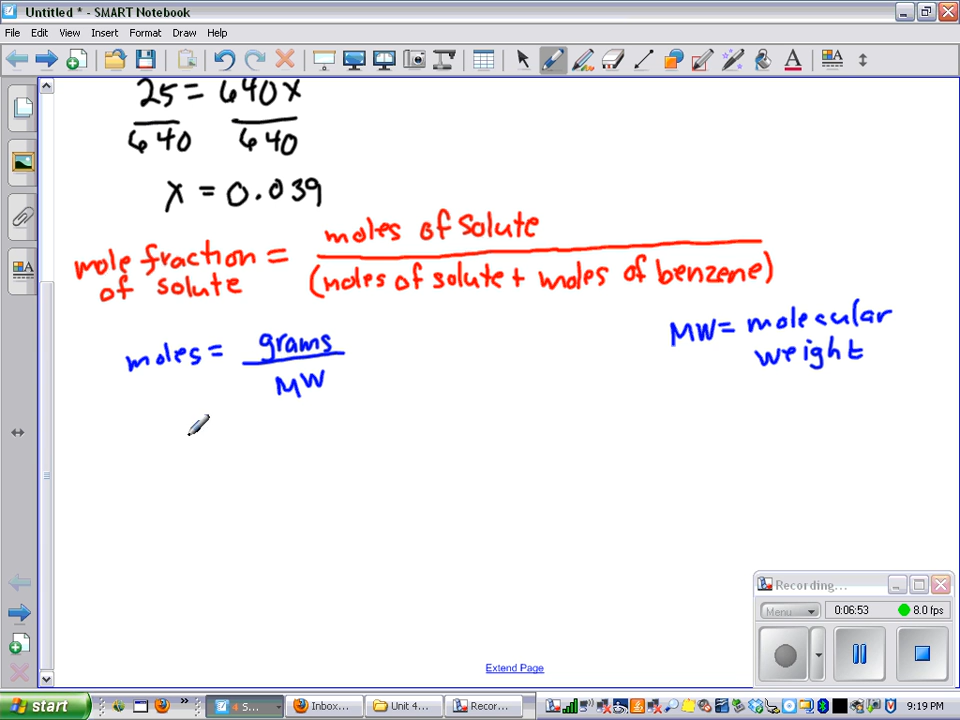 Untitled * - SMART Notebook
File Edit View Insert Format Draw Help
25 = 640x
640 640
x = 0.039
mole fraction of solute = moles of solute
(moles of solute + moles of benzene)
moles = grams
MW
MW = molecular
weight
Recording...
Menu 0:06:53 8.0 fps
Extend Page
start 4 S... Inbox... Unit 4... Recor... 9:19 PM